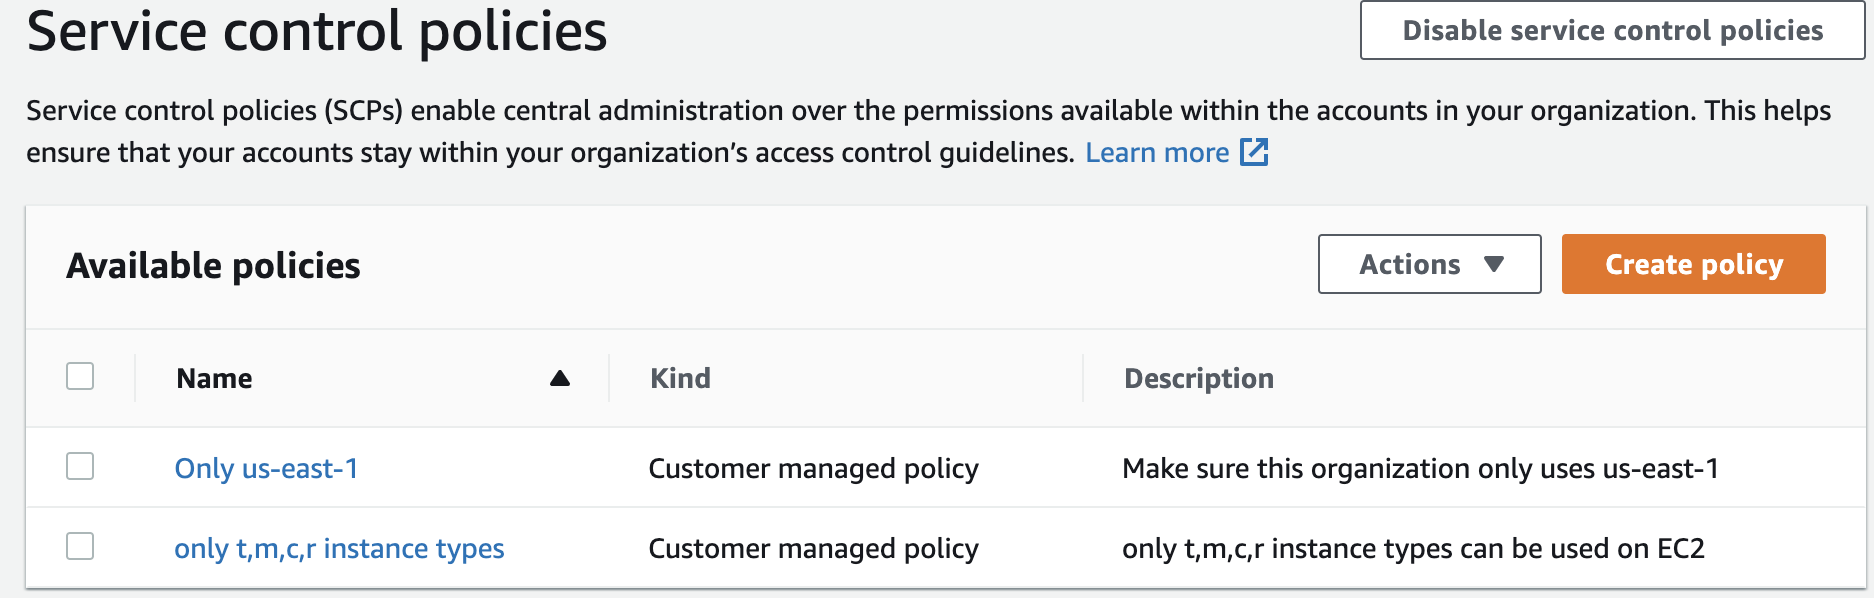 Service control policies
Disable service control policies
Service control policies (SCPs) enable central administration over the permissions available within the accounts in your organization. This helps
ensure that your accounts stay within your organization’s access control guidelines. Learn more
Available policies
Actions
Create policy
Name
Kind
Description
Only us-east-1
Customer managed policy
Make sure this organization only uses us-east-1
only t,m,c,r instance types
Customer managed policy
only t,m,c,r instance types can be used on EC2